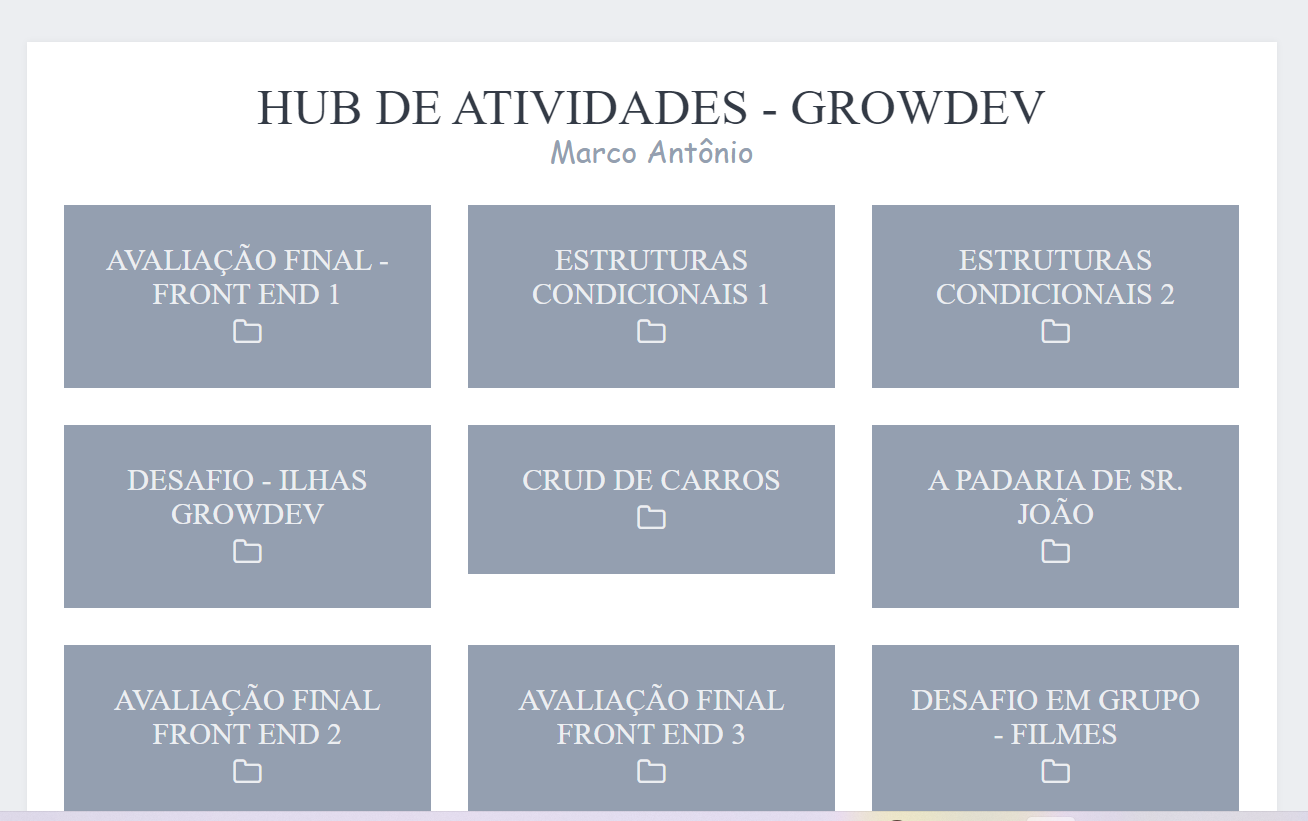 HUB DE ATIVIDADES - GROWDEV
Marco Antônio
AVALIAÇÃO FINAL -
FRONT END 1
ESTRUTURAS
CONDICIONAIS 1
ESTRUTURAS
CONDICIONAIS 2
DESAFIO - ILHAS
GROWDEV
CRUD DE CARROS
A PADARIA DE SR.
JOÃO
AVALIAÇÃO FINAL
FRONT END 2
AVALIAÇÃO FINAL
FRONT END 3
DESAFIO EM GRUPO
- FILMES